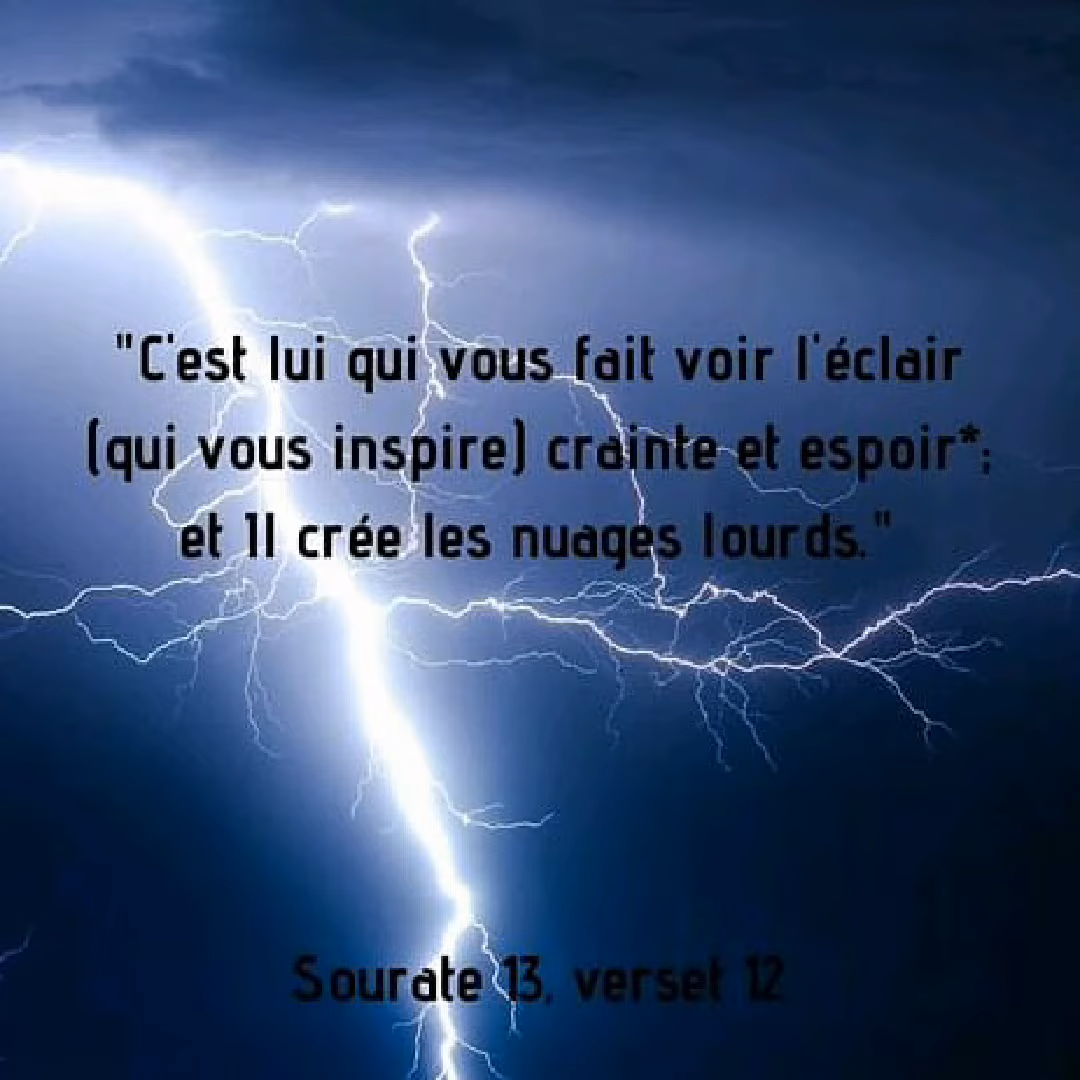 "C'est lui qui vous fait voir l'éclair
(qui vous inspire) crainte et espoir*;
et Il crée les nuages lourds."
Sourate 13, verset 12